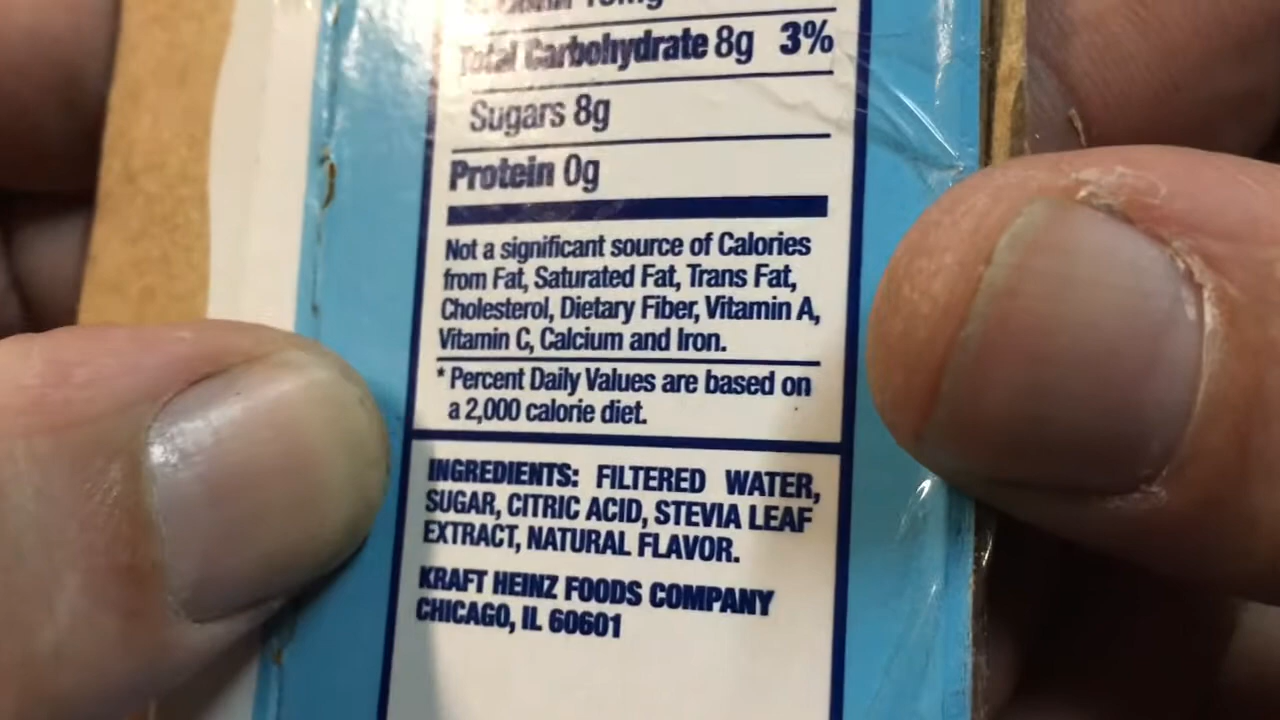 Total Carbohydrate 8g 3%
Sugars 8g
Protein 0g
Not a significant source of Calories
from Fat, Saturated Fat, Trans Fat,
Cholesterol, Dietary Fiber, Vitamin A,
Vitamin C, Calcium and Iron.
* Percent Daily Values are based on
a 2,000 calorie diet.
INGREDIENTS: FILTERED WATER,
SUGAR, CITRIC ACID, STEVIA LEAF
EXTRACT, NATURAL FLAVOR.
KRAFT HEINZ FOODS COMPANY
CHICAGO, IL 60601